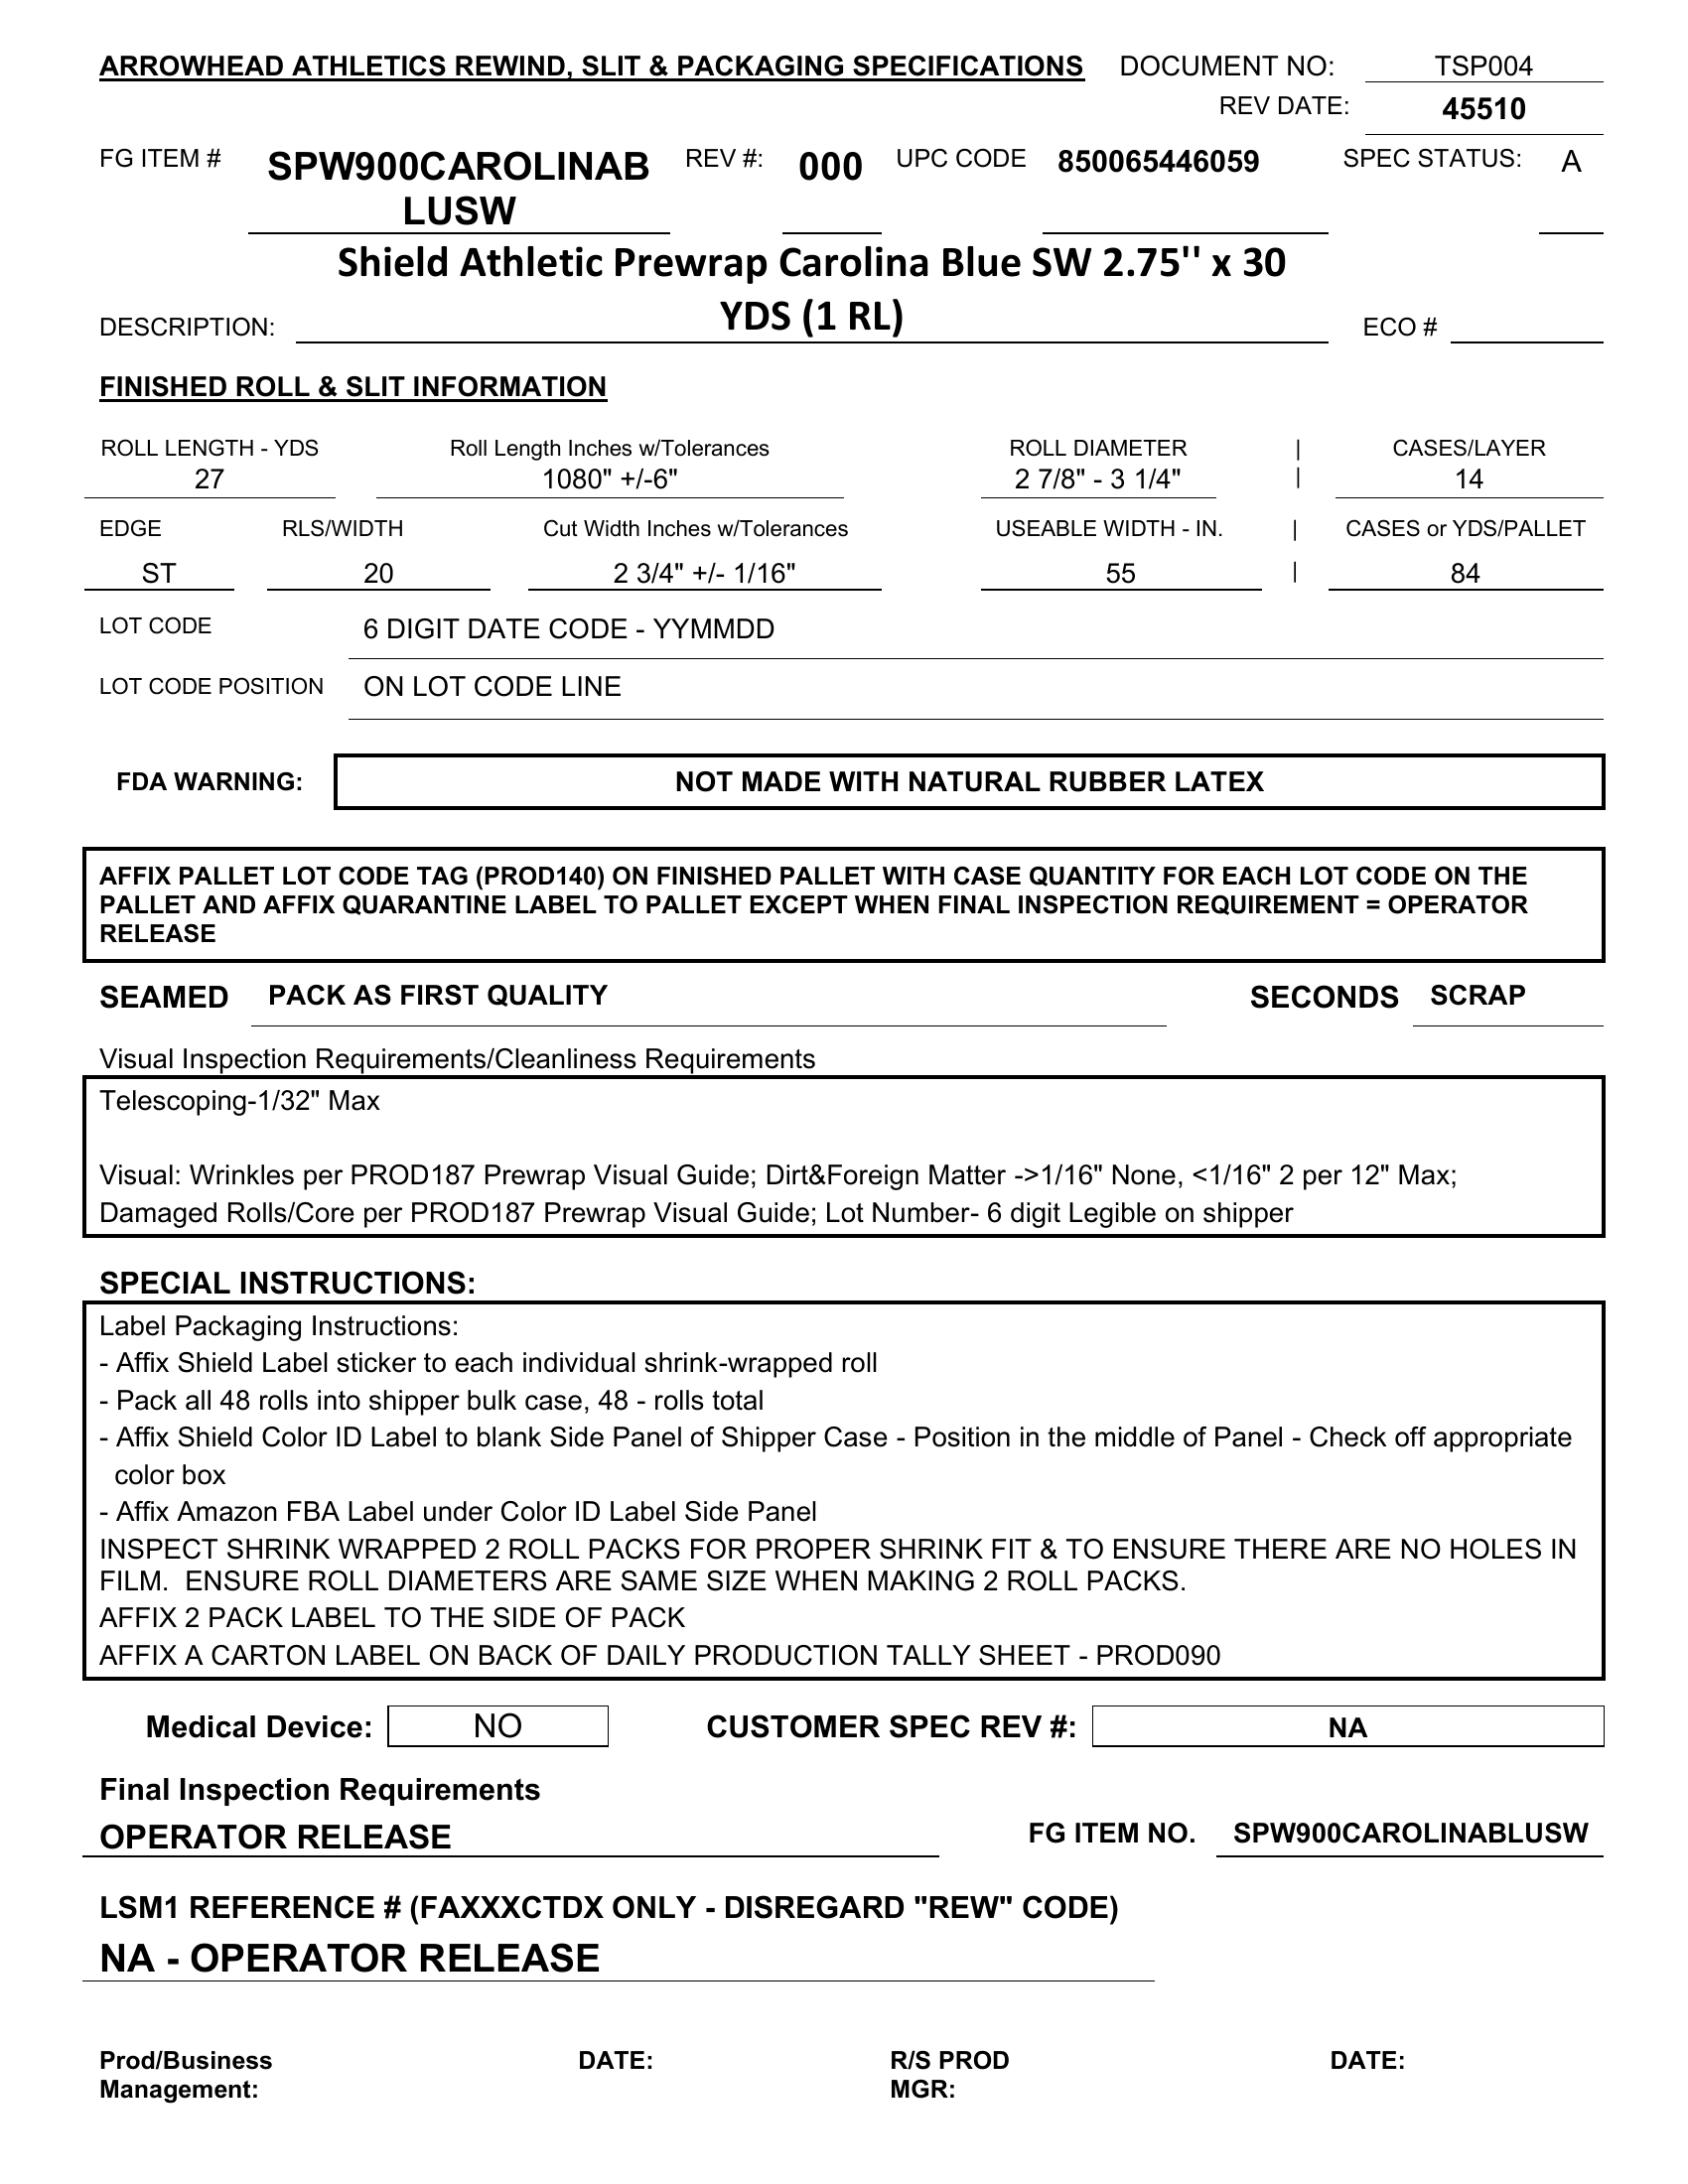 ARROWHEAD ATHLETICS REWIND, SLIT & PACKAGING SPECIFICATIONS DOCUMENT NO: TSP004
REV DATE: 45510
FG ITEM # SPW900CAROLINAB REV #: 000 UPC CODE 850065446059 SPEC STATUS: A
LUSW
Shield Athletic Prewrap Carolina Blue SW 2.75'' x 30
DESCRIPTION: YDS (1 RL) ECO #
FINISHED ROLL & SLIT INFORMATION
ROLL LENGTH - YDS Roll Length Inches w/Tolerances ROLL DIAMETER | CASES/LAYER
27 1080" +/-6" 2 7/8" - 3 1/4" | 14
EDGE RLS/WIDTH Cut Width Inches w/Tolerances USEABLE WIDTH - IN. | CASES or YDS/PALLET
ST 20 2 3/4" +/- 1/16" 55 | 84
LOT CODE 6 DIGIT DATE CODE - YYMMDD
LOT CODE POSITION ON LOT CODE LINE
FDA WARNING: NOT MADE WITH NATURAL RUBBER LATEX
AFFIX PALLET LOT CODE TAG (PROD140) ON FINISHED PALLET WITH CASE QUANTITY FOR EACH LOT CODE ON THE
PALLET AND AFFIX QUARANTINE LABEL TO PALLET EXCEPT WHEN FINAL INSPECTION REQUIREMENT = OPERATOR
RELEASE
SEAMED PACK AS FIRST QUALITY SECONDS SCRAP
Visual Inspection Requirements/Cleanliness Requirements
Telescoping-1/32" Max
Visual: Wrinkles per PROD187 Prewrap Visual Guide; Dirt&Foreign Matter ->1/16" None, <1/16" 2 per 12" Max;
Damaged Rolls/Core per PROD187 Prewrap Visual Guide; Lot Number- 6 digit Legible on shipper
SPECIAL INSTRUCTIONS:
Label Packaging Instructions:
- Affix Shield Label sticker to each individual shrink-wrapped roll
- Pack all 48 rolls into shipper bulk case, 48 - rolls total
- Affix Shield Color ID Label to blank Side Panel of Shipper Case - Position in the middle of Panel - Check off appropriate
color box
- Affix Amazon FBA Label under Color ID Label Side Panel
INSPECT SHRINK WRAPPED 2 ROLL PACKS FOR PROPER SHRINK FIT & TO ENSURE THERE ARE NO HOLES IN
FILM. ENSURE ROLL DIAMETERS ARE SAME SIZE WHEN MAKING 2 ROLL PACKS.
AFFIX 2 PACK LABEL TO THE SIDE OF PACK
AFFIX A CARTON LABEL ON BACK OF DAILY PRODUCTION TALLY SHEET - PROD090
Medical Device: NO CUSTOMER SPEC REV #: NA
Final Inspection Requirements
OPERATOR RELEASE FG ITEM NO. SPW900CAROLINABLUSW
LSM1 REFERENCE # (FAXXXCTDX ONLY - DISREGARD "REW" CODE)
NA - OPERATOR RELEASE
Prod/Business DATE: R/S PROD DATE:
Management: MGR: